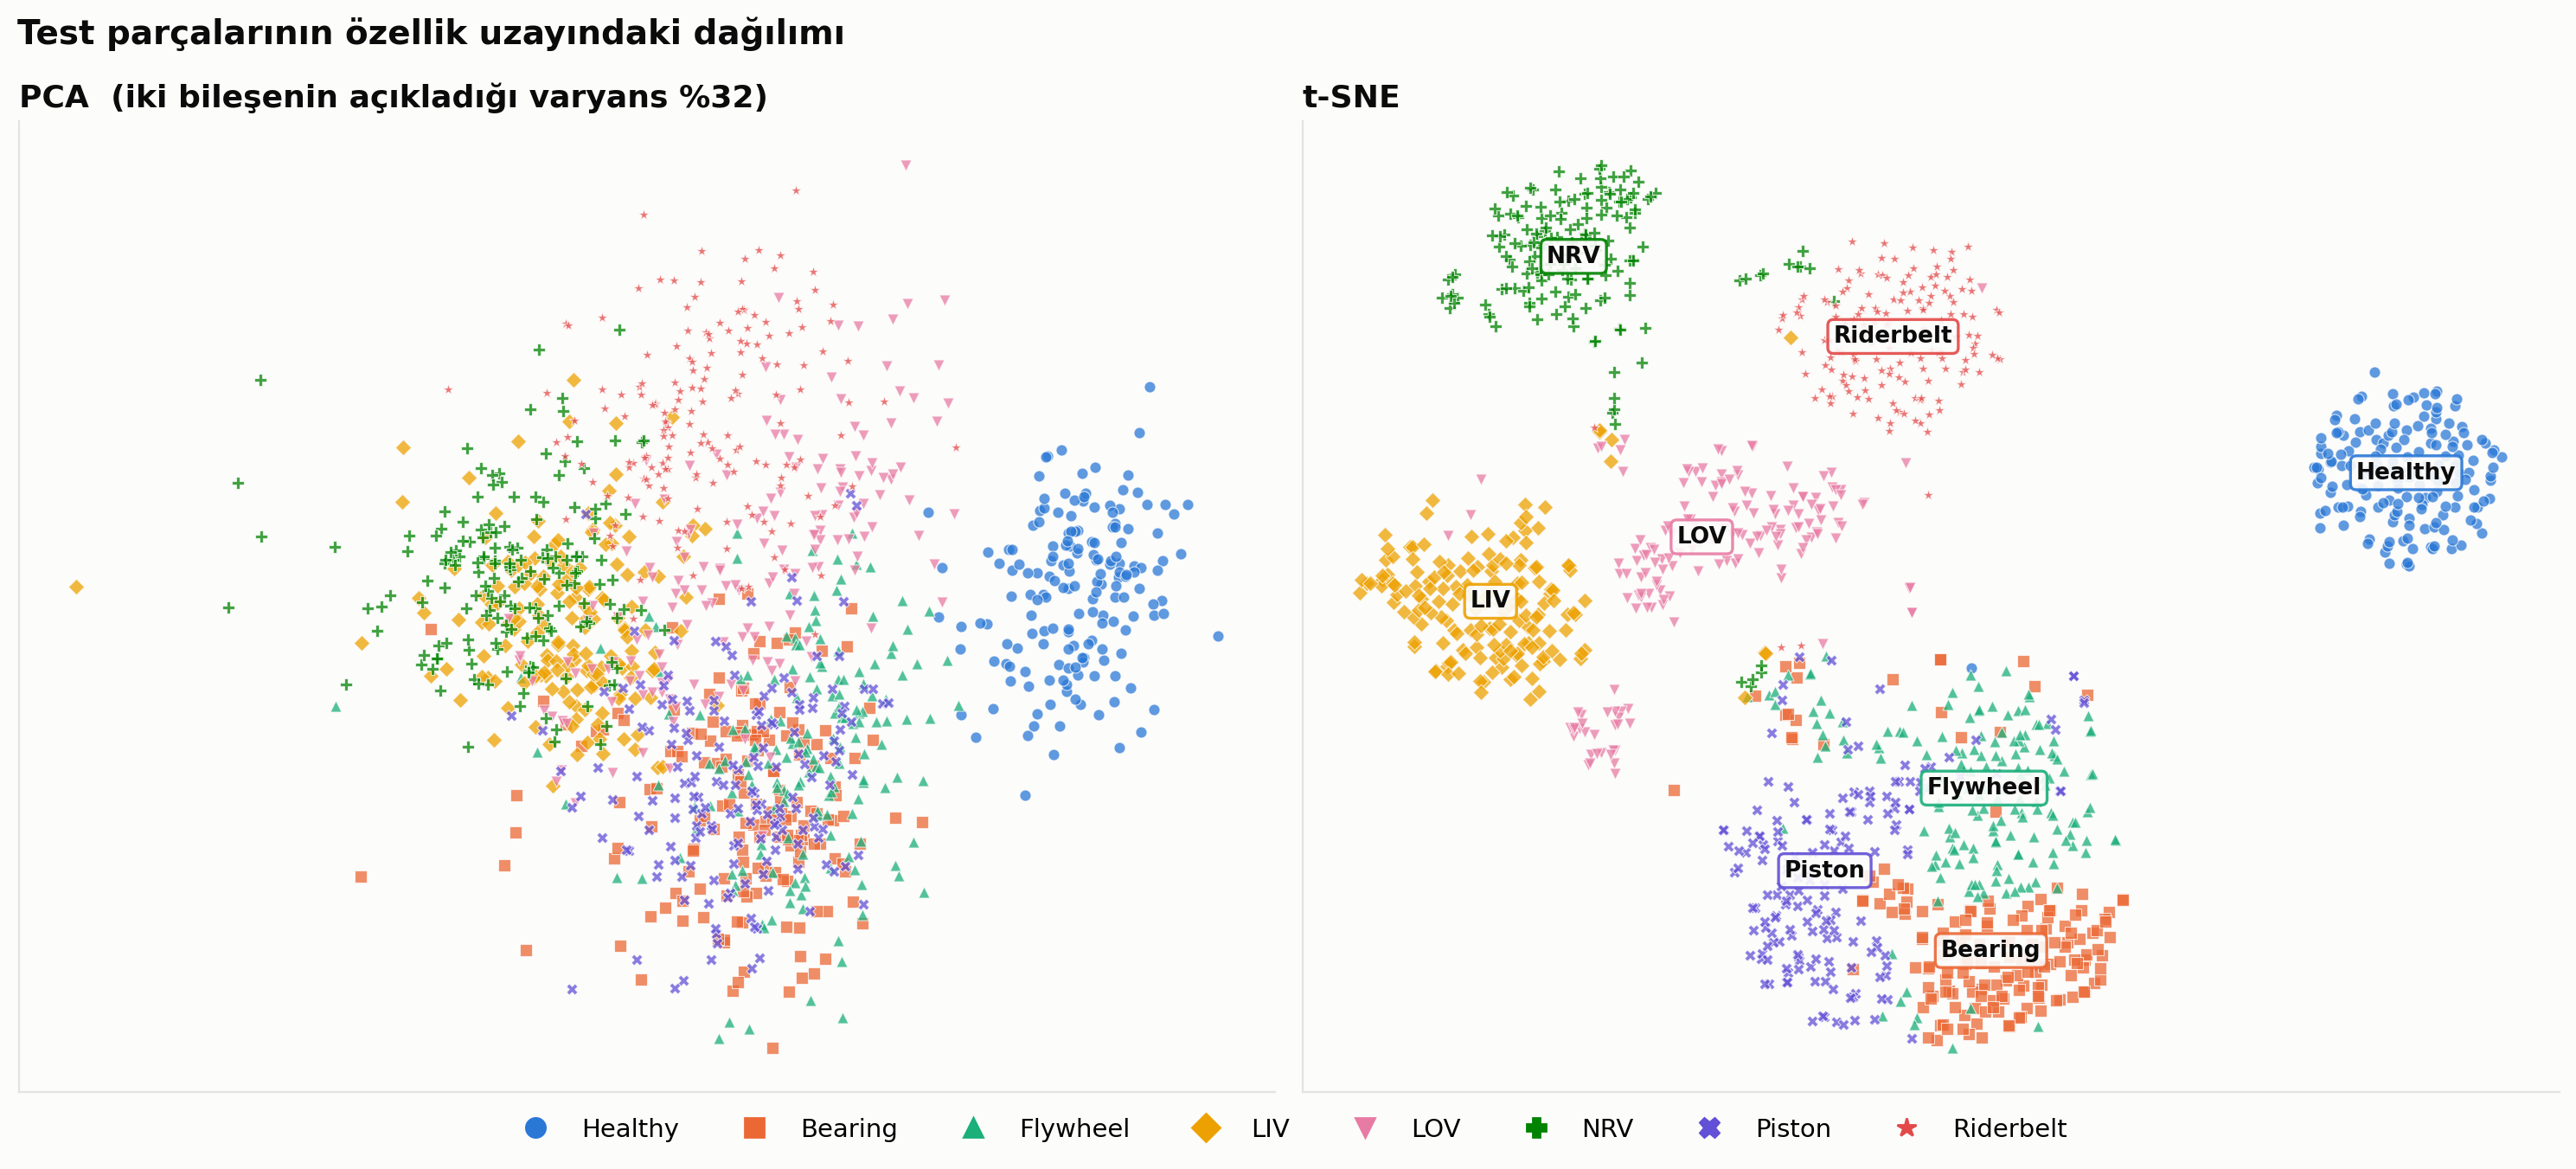 Test parçalarının özellik uzayındaki dağılımı
PCA (iki bileşenin açıkladığı varyans %32)
t-SNE
NRV
Riderbelt
Healthy
LOV
LIV
Flywheel
Piston
Bearing
Healthy Bearing Flywheel LIV LOV NRV Piston Riderbelt